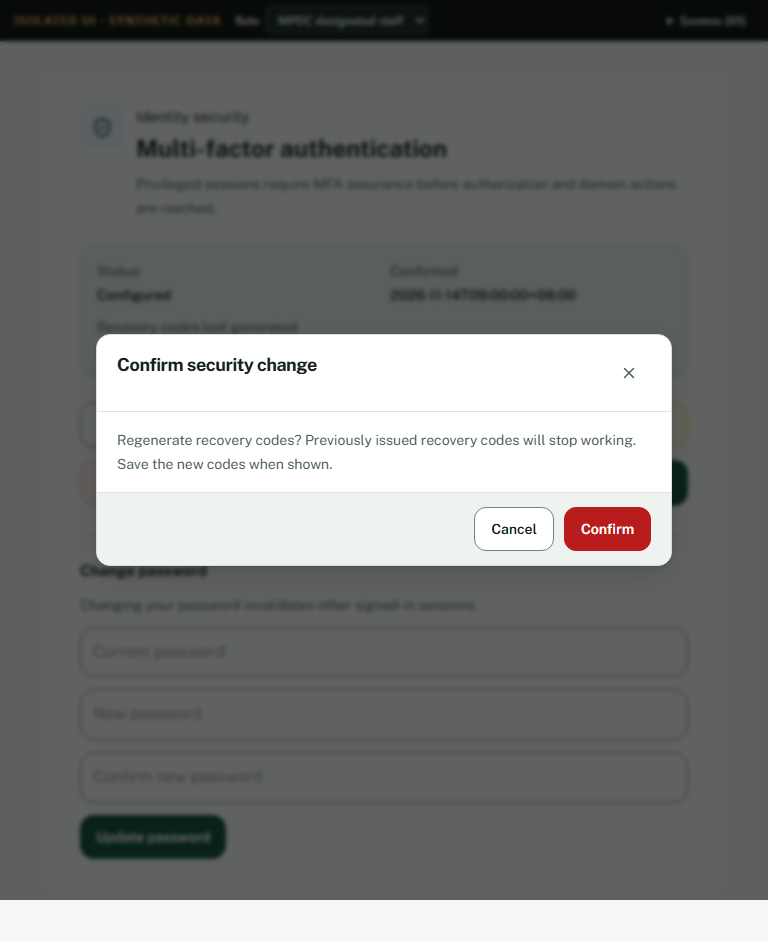 ISOLATED UI - SYNTHETIC DATA Role MPDC designated staff Screens (65)
Identity security
Multi-factor authentication
Privileged sessions require MFA assurance before authorization and domain actions
are reached.
Status Confirmed
Configured 2026-11-14T09:00:00+08:00
Recovery codes last generated
Confirm security change
Regenerate recovery codes? Previously issued recovery codes will stop working.
Save the new codes when shown.
Cancel Confirm
Change password
Changing your password invalidates other signed-in sessions.
Current password
New password
Confirm new password
Update password